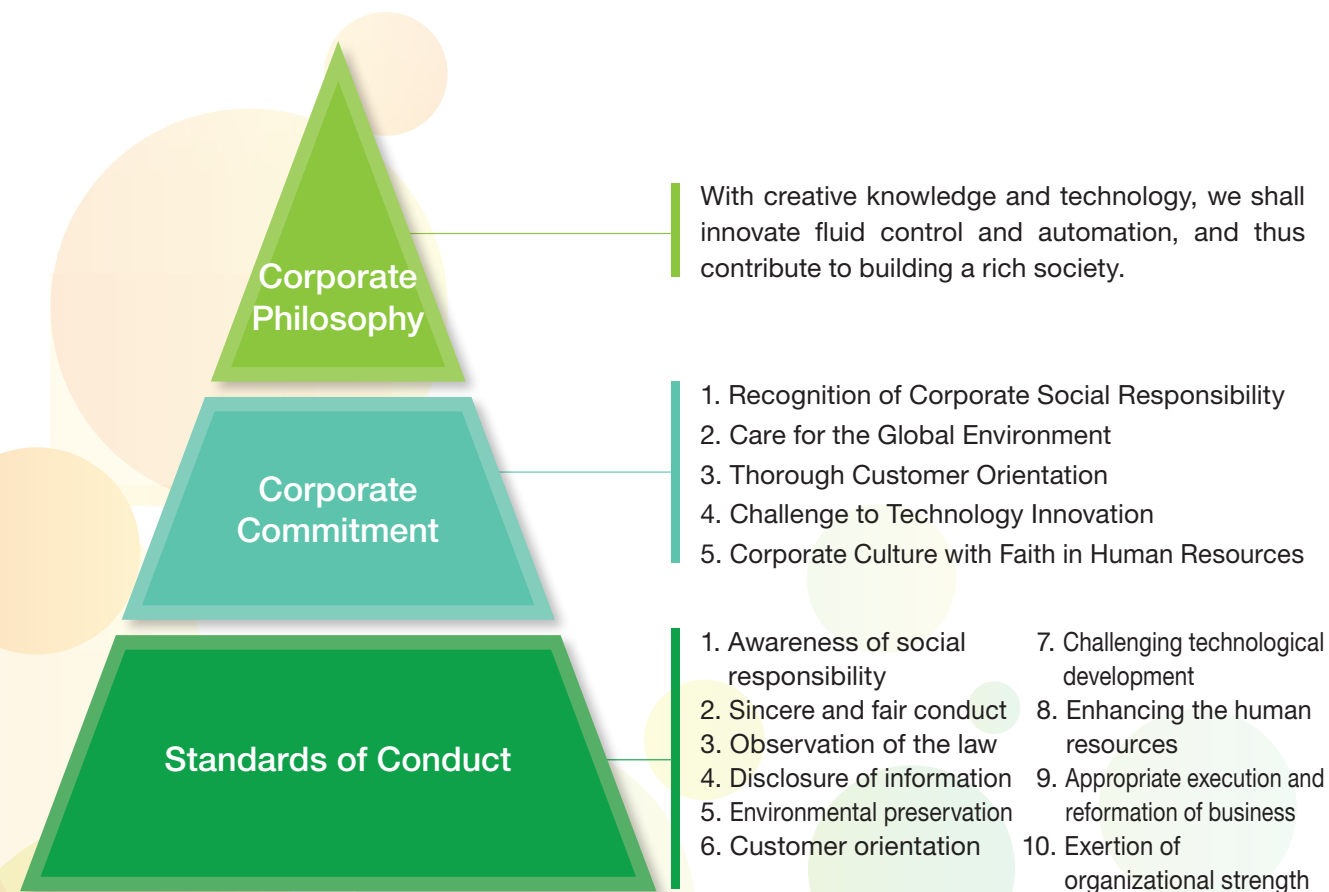 Corporate
Philosophy
With creative knowledge and technology, we shall
innovate fluid control and automation, and thus
contribute to building a rich society.
Corporate
Commitment
1. Recognition of Corporate Social Responsibility
2. Care for the Global Environment
3. Thorough Customer Orientation
4. Challenge to Technology Innovation
5. Corporate Culture with Faith in Human Resources
Standards of Conduct
1. Awareness of social
responsibility
2. Sincere and fair conduct
3. Observation of the law
4. Disclosure of information
5. Environmental preservation
6. Customer orientation
7. Challenging technological
development
8. Enhancing the human
resources
9. Appropriate execution and
reformation of business
10. Exertion of
organizational strength